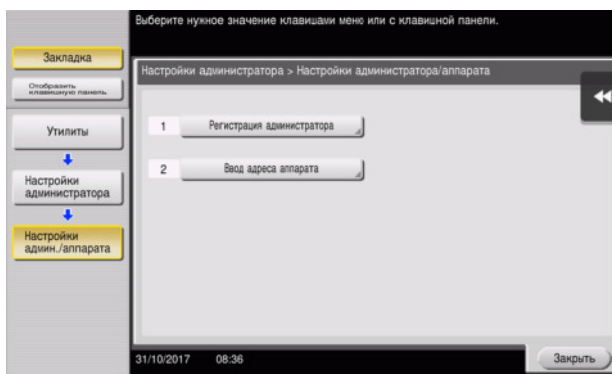 Выберите нужное значение клавишами меню или с клавишной панели.
Закладка
Отобразить
клавишную панель
Утилиты
Настройки
администратора
Настройки
админ./аппарата
Настройки администратора > Настройки администратора/аппарата
1 Регистрация администратора
2 Ввод адреса аппарата
31/10/2017 08:36
Закрыть